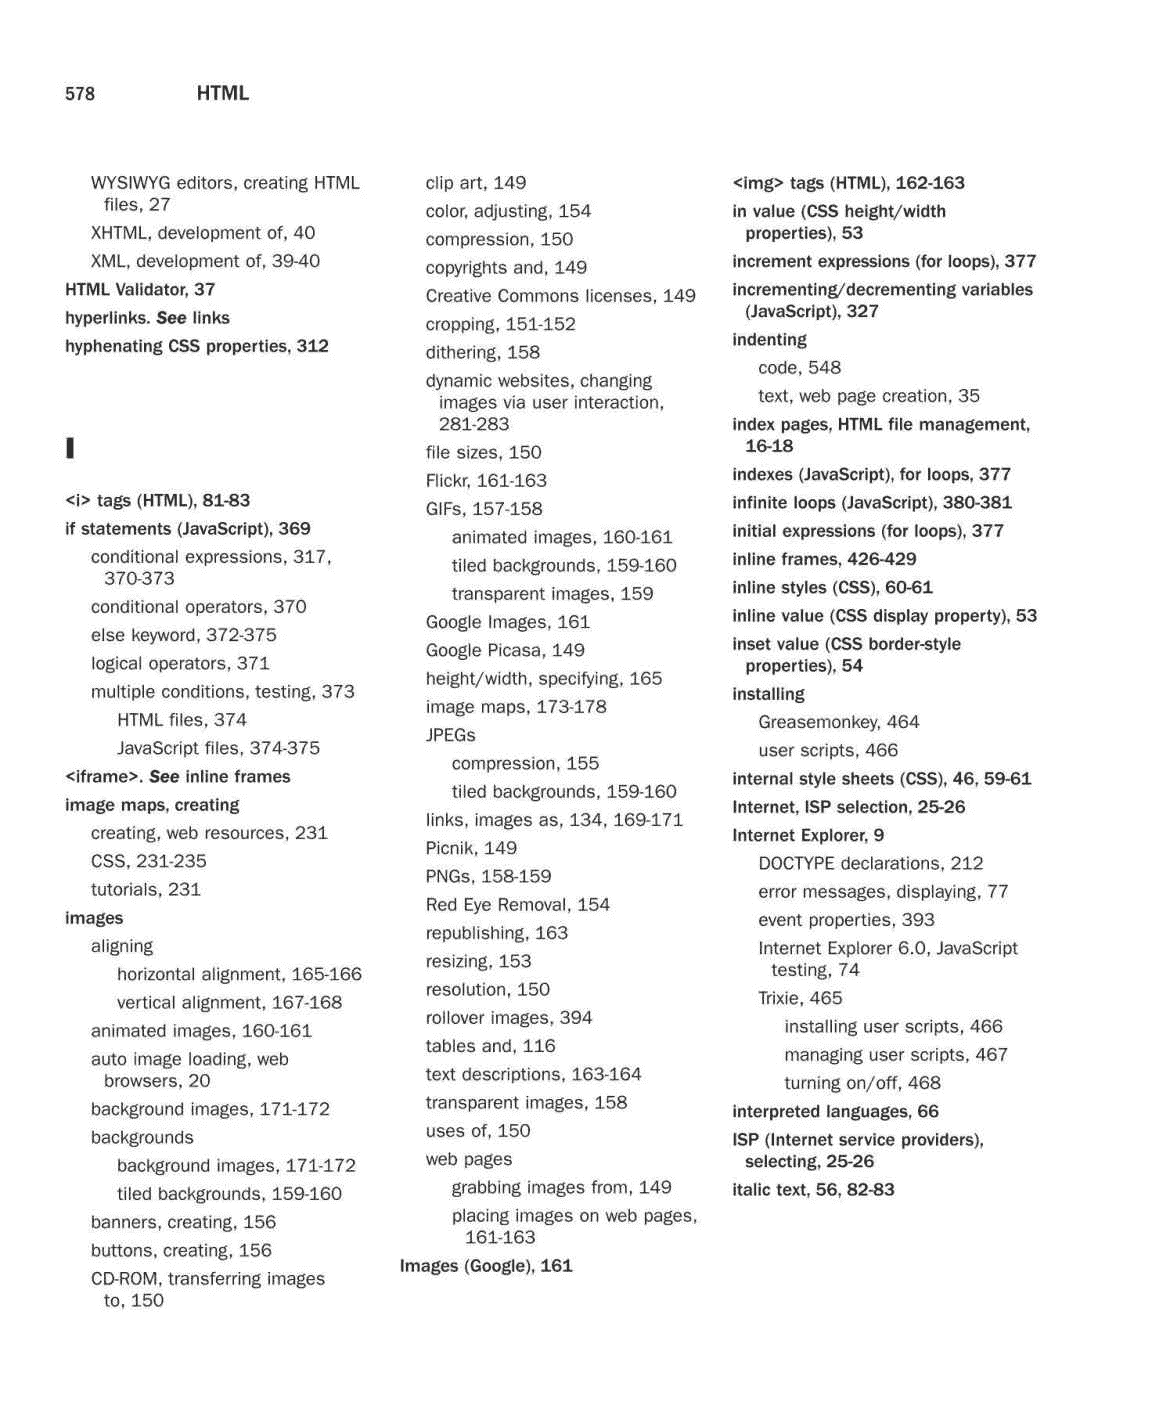 578 HTML
WYSIWYG editors, creating HTML
files, 27
XHTML, development of, 40
XML, development of, 39-40
HTML Validator, 37
hyperlinks. See links
hyphenating CSS properties, 312
I
<i> tags (HTML), 81-83
if statements (JavaScript), 369
conditional expressions, 317,
370-373
conditional operators, 370
else keyword, 372-375
logical operators, 371
multiple conditions, testing, 373
HTML files, 374
JavaScript files, 374-375
<iframe>. See inline frames
image maps, creating
creating, web resources, 231
CSS, 231-235
tutorials, 231
images
aligning
horizontal alignment, 165-166
vertical alignment, 167-168
animated images, 160-161
auto image loading, web
browsers, 20
background images, 171-172
backgrounds
background images, 171-172
tiled backgrounds, 159-160
banners, creating, 156
buttons, creating, 156
CD-ROM, transferring images
to, 150
clip art, 149
color, adjusting, 154
compression, 150
copyrights and, 149
Creative Commons licenses, 149
cropping, 151-152
dithering, 158
dynamic websites, changing
images via user interaction,
281-283
file sizes, 150
Flickr, 161-163
GIFs, 157-158
animated images, 160-161
tiled backgrounds, 159-160
transparent images, 159
Google Images, 161
Google Picasa, 149
height/width, specifying, 165
image maps, 173-178
JPEGs
compression, 155
tiled backgrounds, 159-160
links, images as, 134, 169-171
Picnik, 149
PNGs, 158-159
Red Eye Removal, 154
republishing, 163
resizing, 153
resolution, 150
rollover images, 394
tables and, 116
text descriptions, 163-164
transparent images, 158
uses of, 150
web pages
grabbing images from, 149
placing images on web pages,
161-163
Images (Google), 161
<img> tags (HTML), 162-163
in value (CSS height/width
properties), 53
increment expressions (for loops), 377
incrementing/decrementing variables
(JavaScript), 327
indenting
code, 548
text, web page creation, 35
index pages, HTML file management,
16-18
indexes (JavaScript), for loops, 377
infinite loops (JavaScript), 380-381
initial expressions (for loops), 377
inline frames, 426-429
inline styles (CSS), 60-61
inline value (CSS display property), 53
inset value (CSS border-style
properties), 54
installing
Greasemonkey, 464
user scripts, 466
internal style sheets (CSS), 46, 59-61
Internet, ISP selection, 25-26
Internet Explorer, 9
DOCTYPE declarations, 212
error messages, displaying, 77
event properties, 393
Internet Explorer 6.0, JavaScript
testing, 74
Trixie, 465
installing user scripts, 466
managing user scripts, 467
turning on/off, 468
interpreted languages, 66
ISP (Internet service providers),
selecting, 25-26
italic text, 56, 82-83